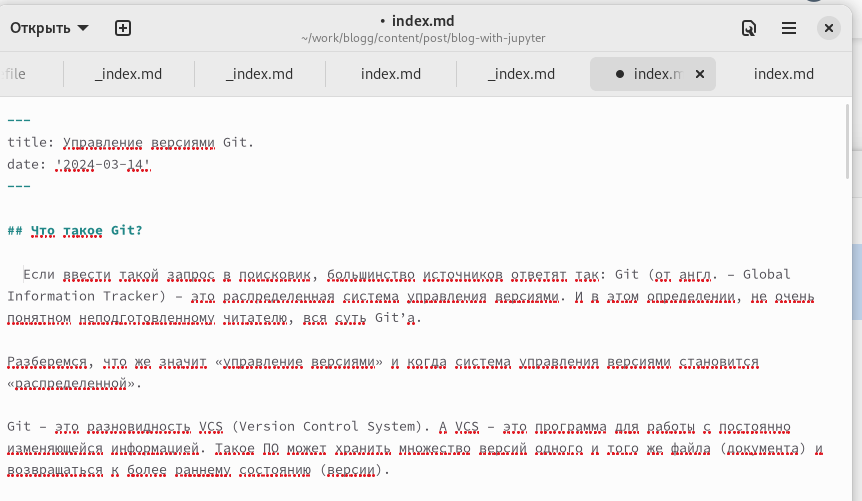 Открыть
• index.md
~/work/blogg/content/post/blog-with-jupyter
file
_index.md
_index.md
index.md
_index.md
index.m
index.md
---
title: Управление версиями Git.
date: '2024-03-14'
---
## Что такое Git?
Если ввести такой запрос в поисковик, большинство источников ответят так: Git (от англ. – Global
Information Tracker) – это распределенная система управления версиями. И в этом определении, не очень
понятном неподготовленному читателю, вся суть Git’а.
Разберемся, что же значит «управление версиями» и когда система управления версиями становится
«распределенной».
Git – это разновидность VCS (Version Control System). А VCS – это программа для работы с постоянно
изменяющейся информацией. Такое ПО может хранить множество версий одного и того же файла (документа) и
возвращаться к более раннему состоянию (версии).